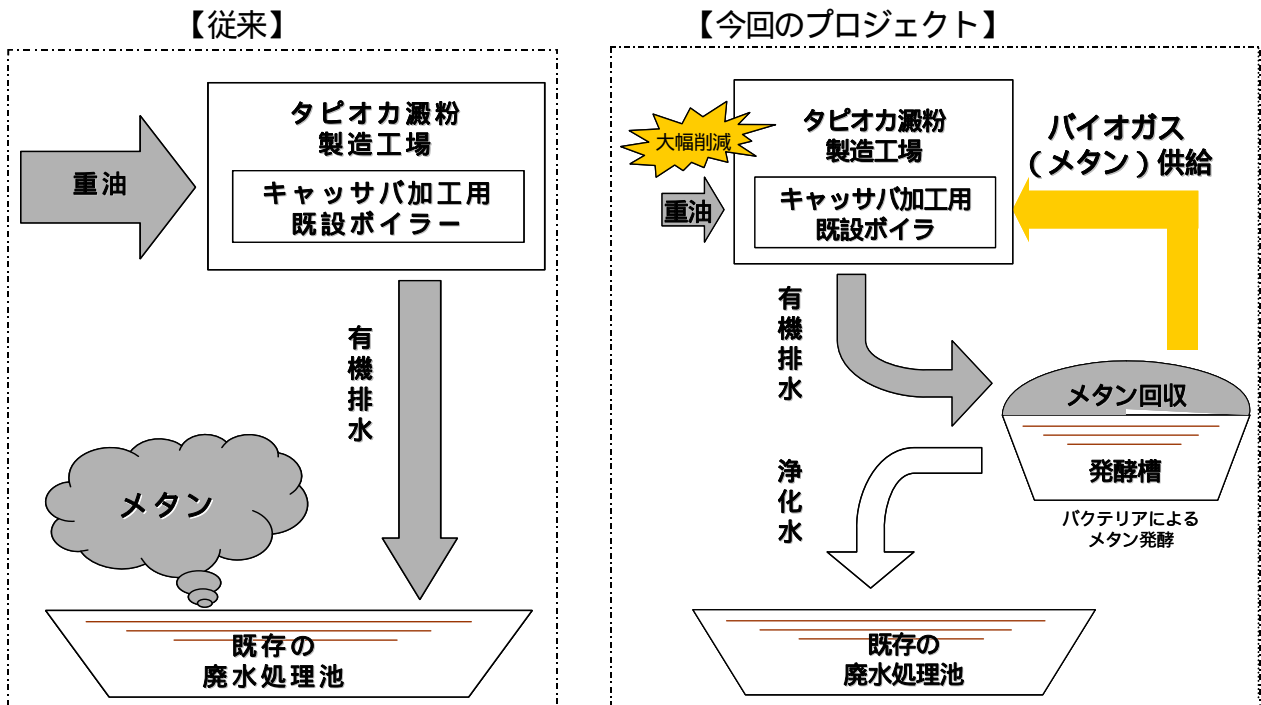 【従来】
タピオカ澱粉
製造工場
重油
キャッサバ加工用
既設ボイラー
有機排水
メタン
既存の
廃水処理池
【今回のプロジェクト】
大幅削減
タピオカ澱粉
製造工場
バイオガス
（メタン）供給
重油
キャッサバ加工用
既設ボイラ
有機排水
メタン回収
発酵槽
バクテリアによる
メタン発酵
浄化水
既存の
廃水処理池